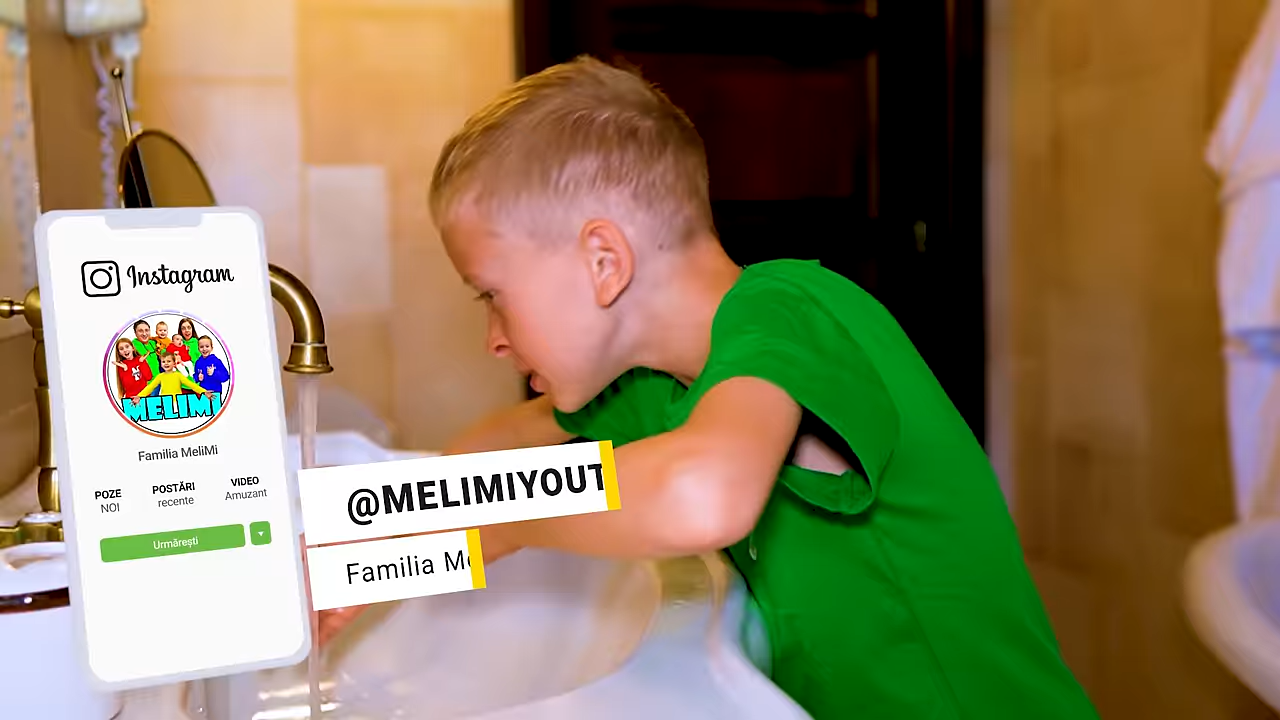 Instagram
MELIMI
Familia MeliMi
POZE
NOI
POSTĂRI
recente
VIDEO
Amuzant
Urmărești
@MELIMIYOUT
Familia Me